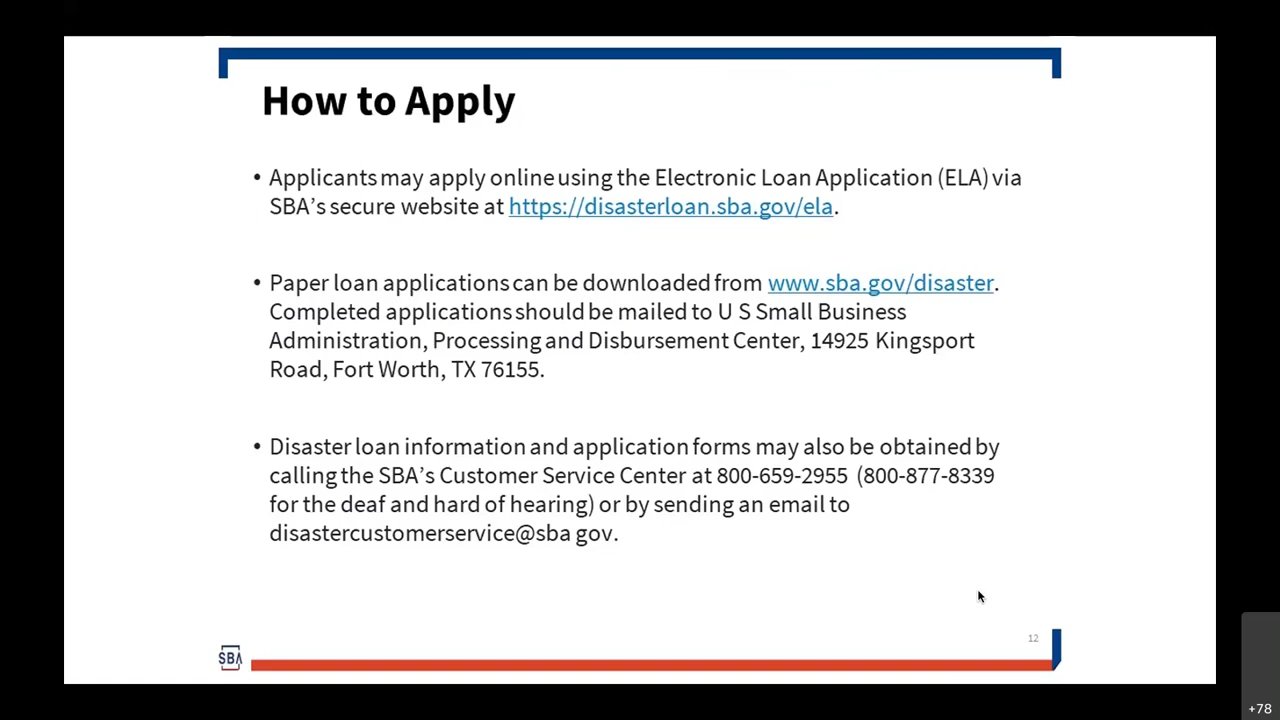 How to Apply
• Applicants may apply online using the Electronic Loan Application (ELA) via
SBA’s secure website at https://disasterloan.sba.gov/ela.
• Paper loan applications can be downloaded from www.sba.gov/disaster.
Completed applications should be mailed to U S Small Business
Administration, Processing and Disbursement Center, 14925 Kingsport
Road, Fort Worth, TX 76155.
• Disaster loan information and application forms may also be obtained by
calling the SBA’s Customer Service Center at 800-659-2955 (800-877-8339
for the deaf and hard of hearing) or by sending an email to
disastercustomerservice@sba gov.
12
SBA
+78